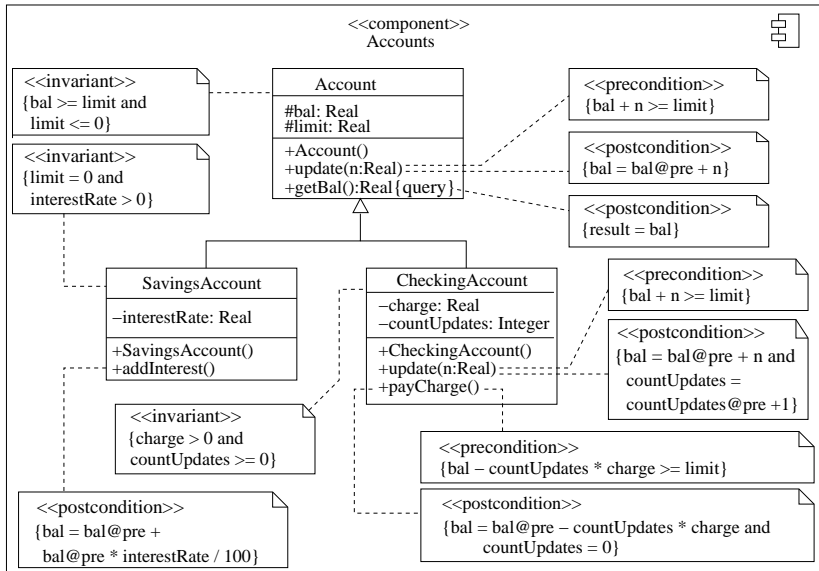 <<component>>
Accounts
<<invariant>>
{bal >= limit and
limit <= 0}
Account
#bal: Real
#limit: Real
+Account()
+update(n:Real)
+getBal():Real{query}
<<precondition>>
{bal + n >= limit}
<<postcondition>>
{bal = bal@pre + n}
<<postcondition>>
{result = bal}
<<invariant>>
{limit = 0 and
interestRate > 0}
SavingsAccount
−interestRate: Real
+SavingsAccount()
+addInterest()
CheckingAccount
−charge: Real
−countUpdates: Integer
+CheckingAccount()
+update(n:Real)
+payCharge()
<<precondition>>
{bal + n >= limit}
<<postcondition>>
{bal = bal@pre + n and
countUpdates =
countUpdates@pre +1}
<<invariant>>
{charge > 0 and
countUpdates >= 0}
<<precondition>>
{bal − countUpdates * charge >= limit}
<<postcondition>>
{bal = bal@pre +
bal@pre * interestRate / 100}
<<postcondition>>
{bal = bal@pre − countUpdates * charge and
countUpdates = 0}